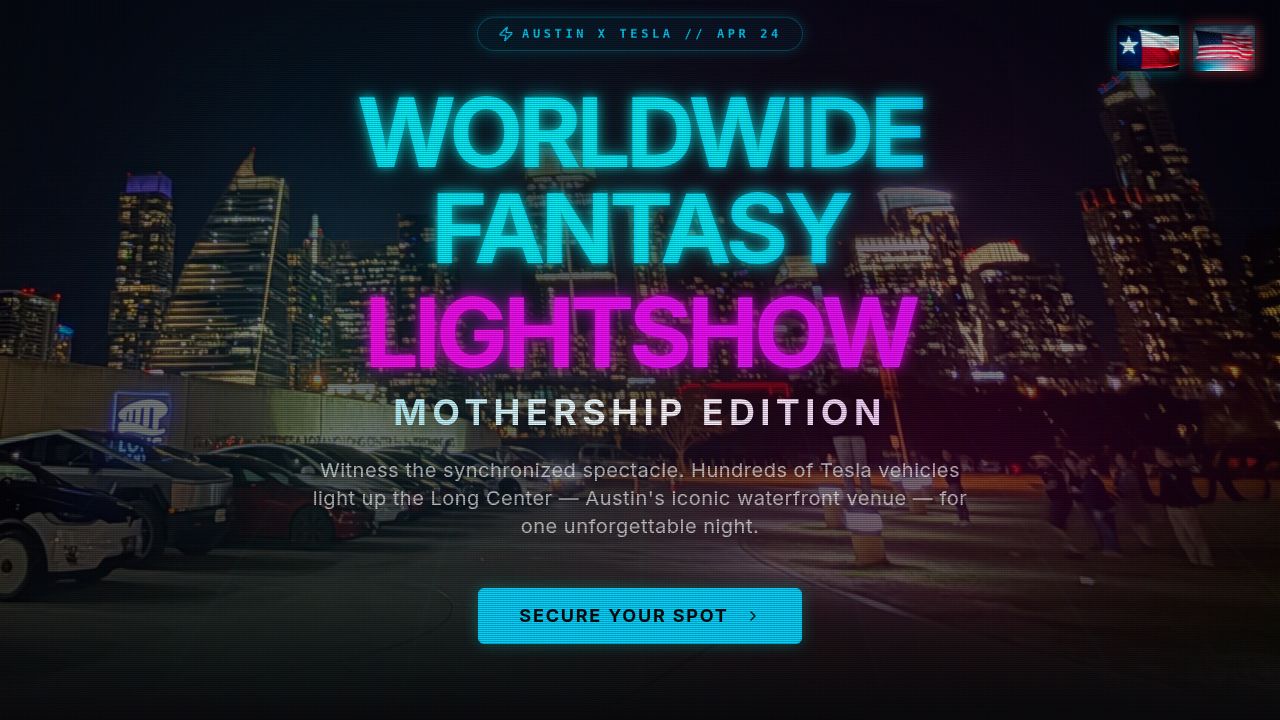 AUSTIN X TESLA // APR 24
WORLDWIDE
FANTASY
LIGHTSHOW
MOTHERSHIP EDITION
Witness the synchronized spectacle. Hundreds of Tesla vehicles
light up the Long Center — Austin's iconic waterfront venue — for
one unforgettable night.
SECURE YOUR SPOT